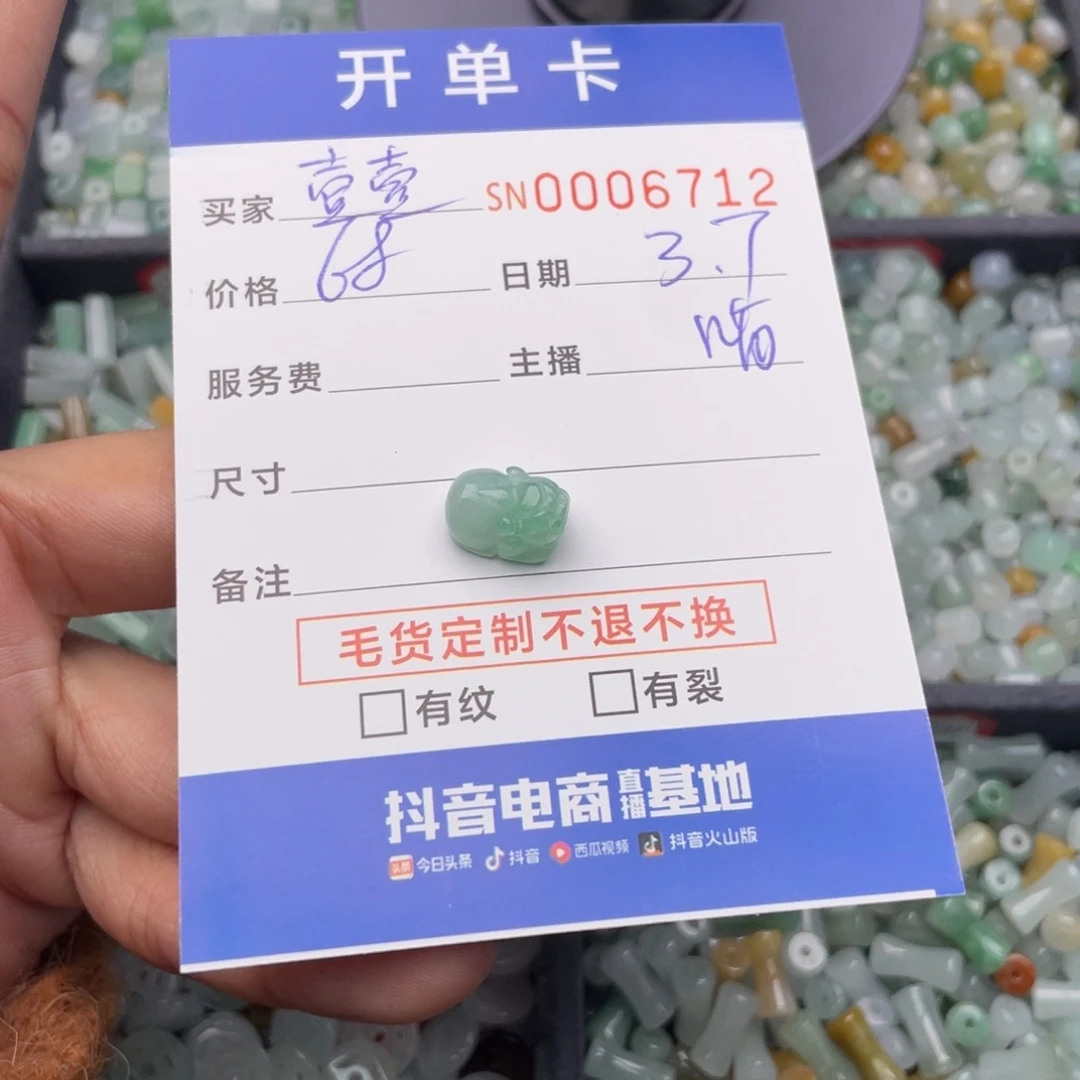 开单卡
买家 壹壹 SN0006712
价格 68 日期 3.7
服务费 主播
尺寸
备注
毛货定制不退不换
有纹 有裂
抖音电商直播基地
今日头条 抖音 西瓜视频 抖音火山版